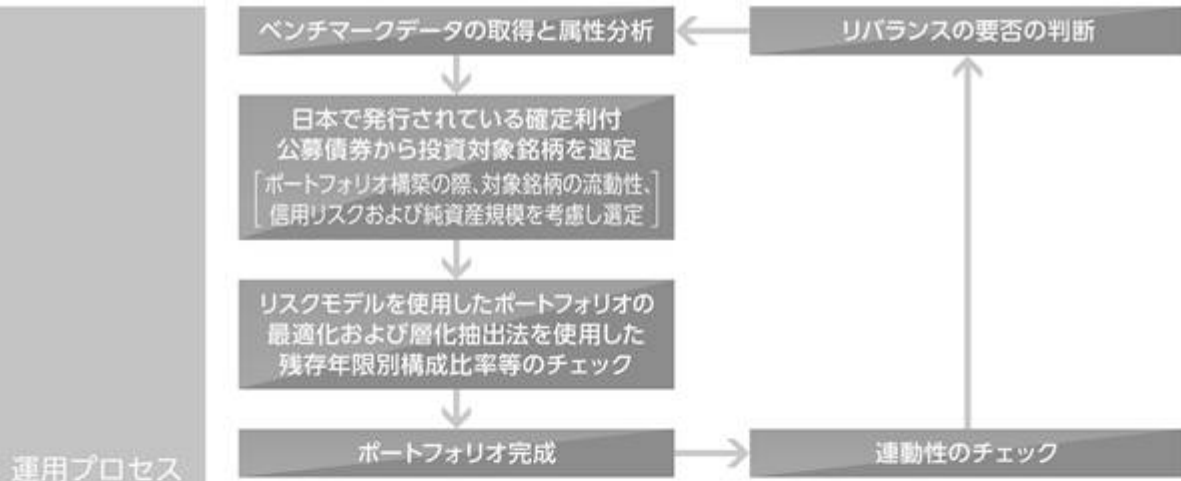 ベンチマークデータの取得と属性分析
リバランスの要否の判断
日本で発行されている確定利付
公募債券から投資対象銘柄を選定
[ポートフォリオ構築の際、対象銘柄の流動性、
信用リスクおよび純資産規模を考慮し選定]
リスクモデルを使用したポートフォリオの
最適化および層化抽出法を使用した
残存年限別構成比率等のチェック
ポートフォリオ完成
連動性のチェック
運用プロセス